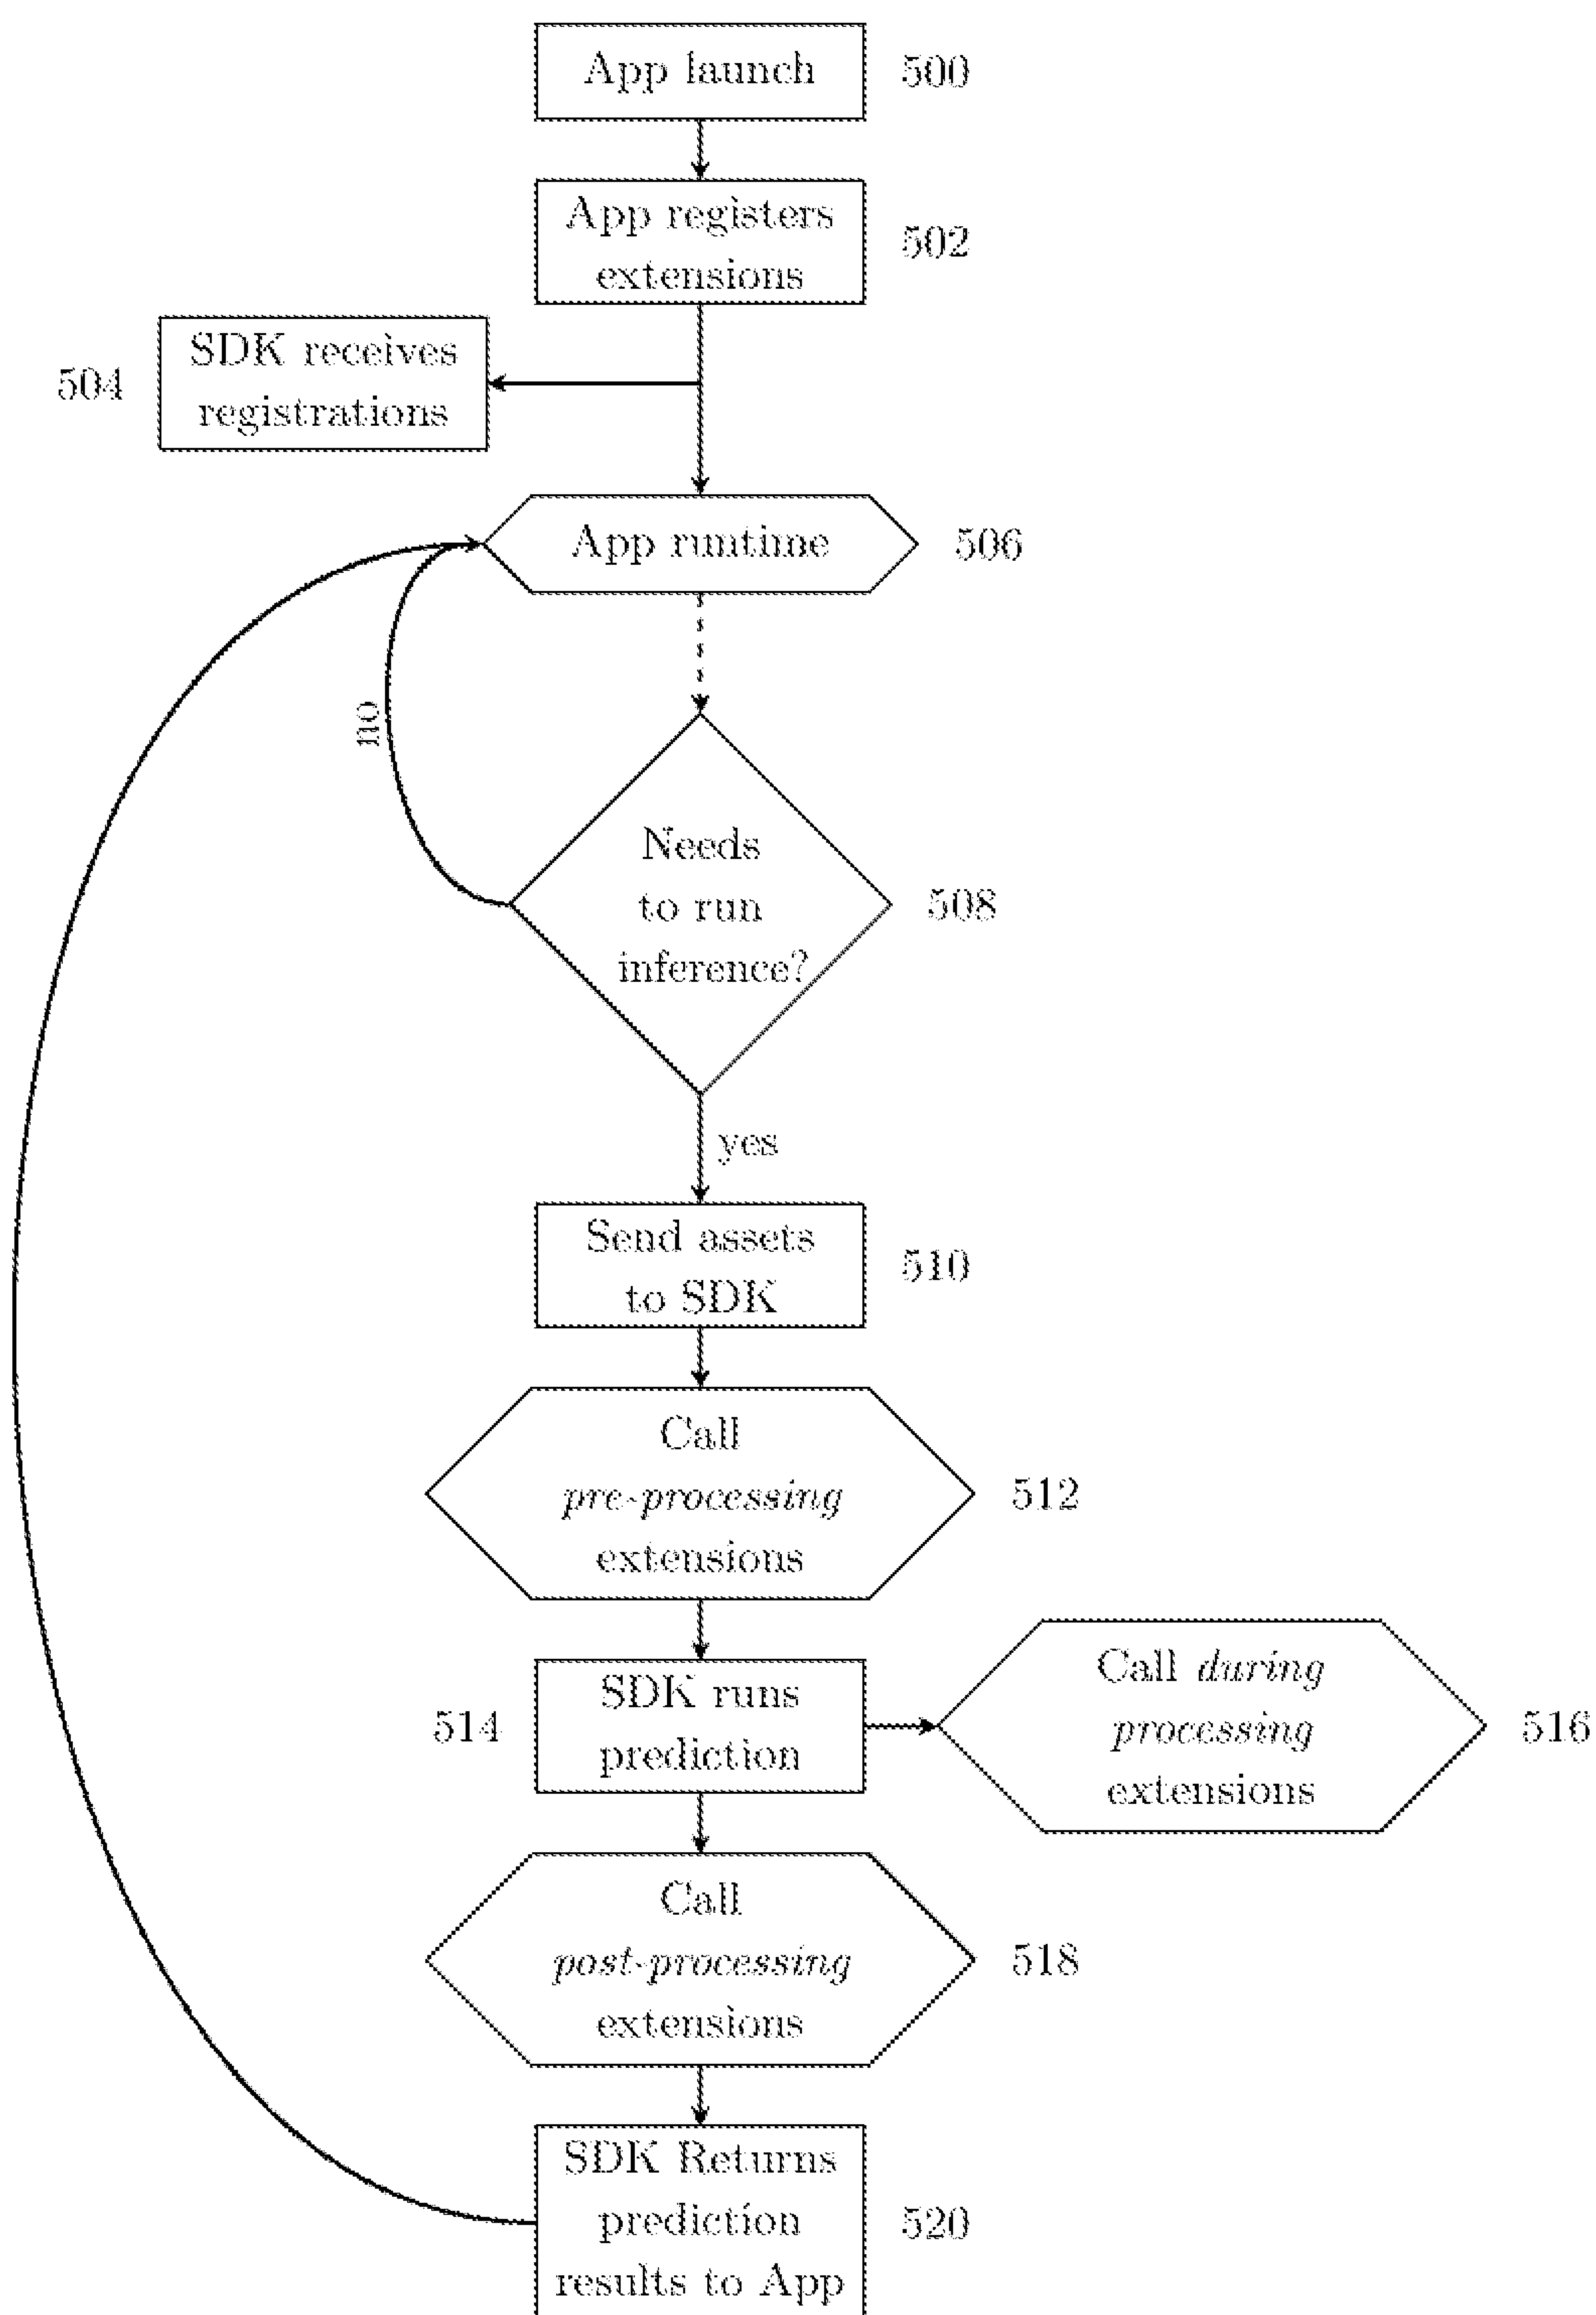 App launch
500
App registers
extensions
502
SDK receives
registrations
504
App runtime
506
no
Needs
to run
inference?
508
yes
Send assets
to SDK
510
Call
pre-processing
extensions
512
SDK runs
prediction
514
Call during
processing
extensions
516
Call
post-processing
extensions
518
SDK Returns
prediction
results to App
520